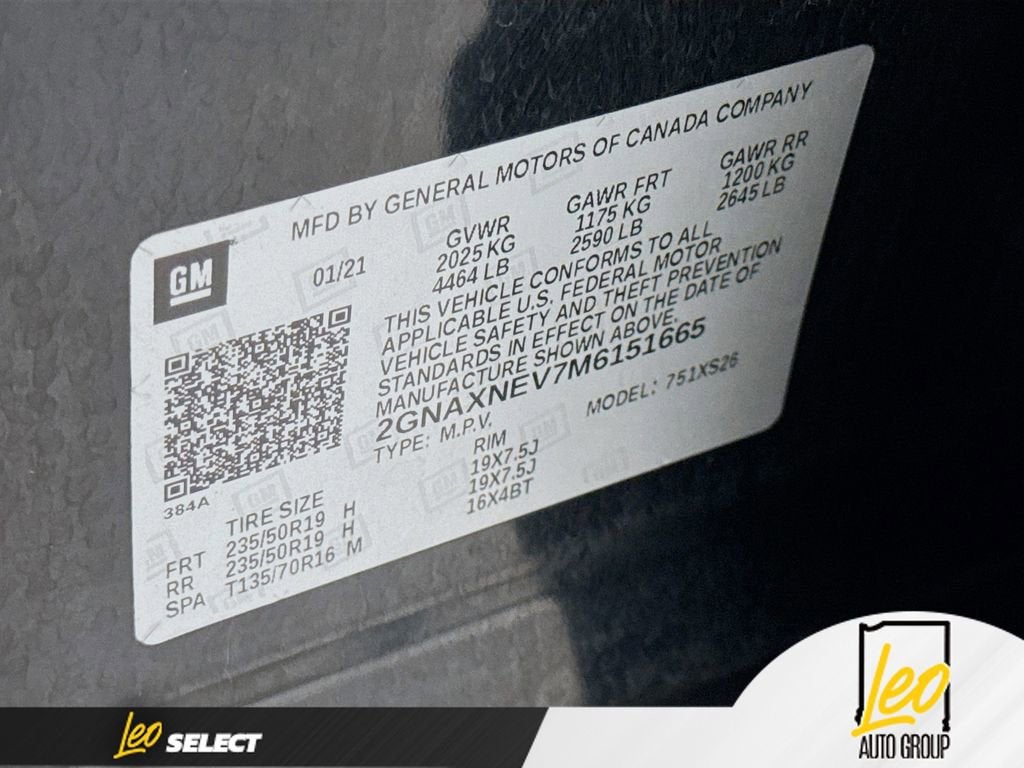 MFD BY GENERAL MOTORS OF CANADA COMPANY
GM
01/21
GVWR
2025 KG
4464 LB
GAWR FRT
1175 KG
2590 LB
GAWR RR
1200 KG
2645 LB
THIS VEHICLE CONFORMS TO ALL
APPLICABLE U.S. FEDERAL MOTOR
VEHICLE SAFETY AND THEFT PREVENTION
STANDARDS IN EFFECT ON THE DATE OF
MANUFACTURE SHOWN ABOVE.
2GNAXNEV7M6151665
TYPE: M.P.V.
MODEL: 751XS26
384A
TIRE SIZE
RIM
FRT 235/50R19 H 19X7.5J
RR 235/50R19 H 19X7.5J
SPA T135/70R16 M 16X4BT
Leo SELECT
Leo
AUTO GROUP